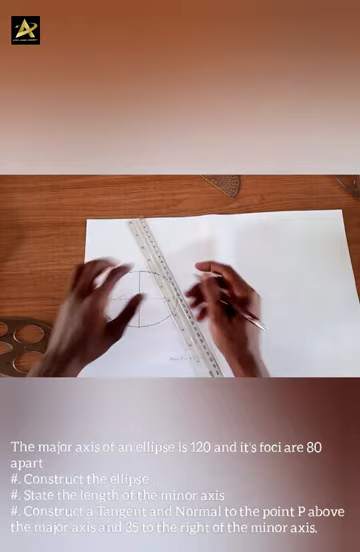 The major axis of an ellipse is 120 and it's foci are 80
apart
#. Construct the ellipse
#. State the length of the minor axis
#. Construct a Tangent and Normal to the point P above
the major axis and 35 to the right of the minor axis.